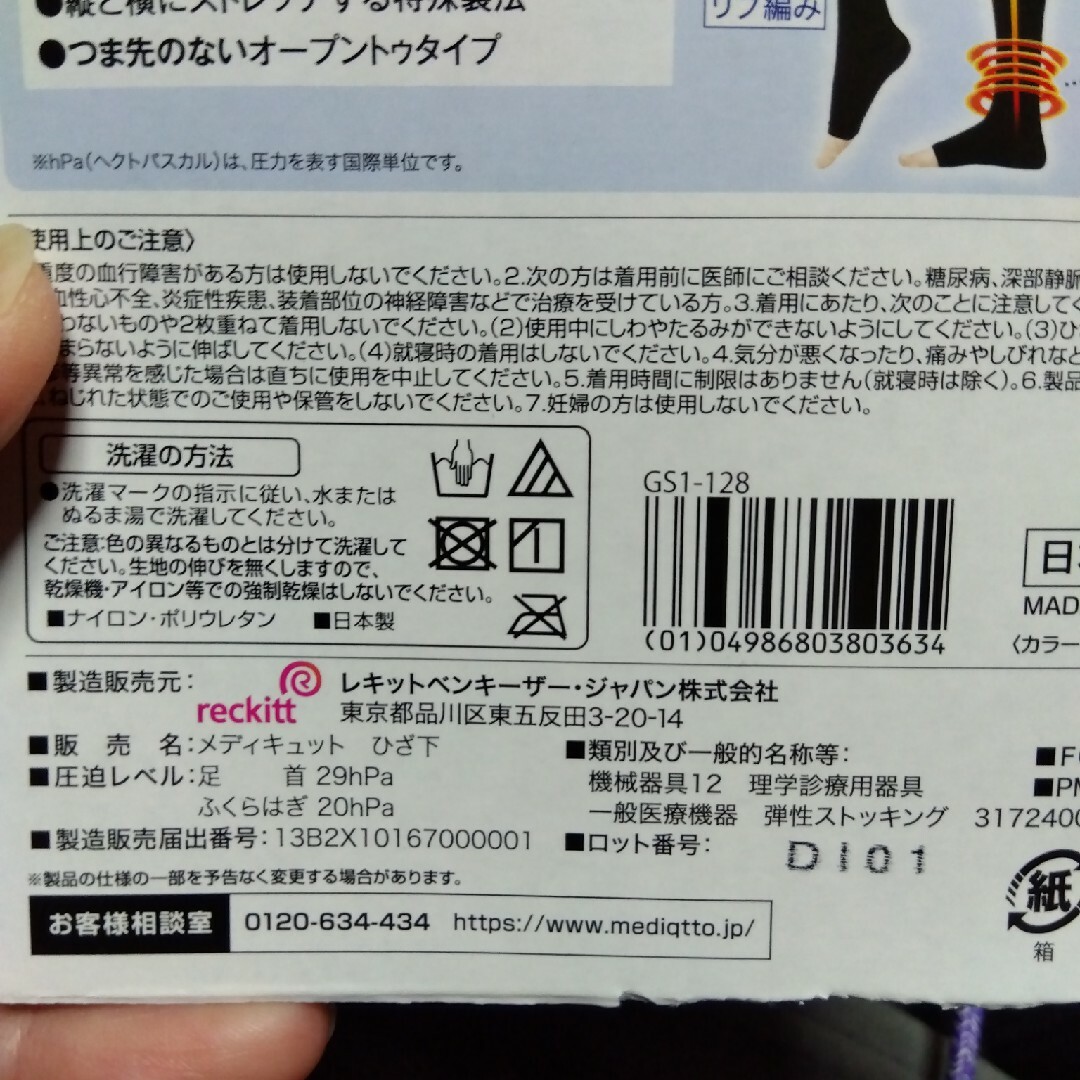 ●縦と横にストレッチする特殊製法
●つま先のないオープントゥタイプ
リブ編み
※hPa(ヘクトパスカル)は、圧力を表す国際単位です。
使用上のご注意〉
重度の血行障害がある方は使用しないでください。2.次の方は着用前に医師にご相談ください。糖尿病、深部静脈
血性心不全、炎症性疾患、装着部位の神経障害などで治療を受けている方。3.着用にあたり、次のことに注意してく
わないものや2枚重ねて着用しないでください。(2)使用中にしわやたるみができないようにしてください。(3)ひ
まらないように伸ばしてください。(4)就寝時の着用はしないでください。4.気分が悪くなったり、痛みやしびれなど
等異常を感じた場合は直ちに使用を中止してください。5.着用時間に制限はありません(就寝時は除く)。6.製品
ねじれた状態でのご使用や保管をしないでください。7.妊婦の方は使用しないでください。
洗濯の方法
●洗濯マークの指示に従い、水または
ぬるま湯で洗濯してください。
ご注意:色の異なるものとは分けて洗濯して
ください。生地の伸びを無くしますので、
乾燥機・アイロン等での強制乾燥はしないでください。
■ナイロン・ポリウレタン ■日本製
GS1-128
(01)04986803803634
日
MAD
〈カラー
■製造販売元: reckitt レキットベンキーザー・ジャパン株式会社
東京都品川区東五反田3-20-14
■販 売 名:メディキュット ひざ下
■圧迫レベル:足 首 29hPa
ふくらはぎ 20hPa
■製造販売届出番号:13B2X10167000001
■類別及び一般的名称等:
機械器具12 理学診療用器具
一般医療機器 弾性ストッキング 3172400
■ロット番号: DI01
■F
■PM
※製品の仕様の一部を予告なく変更する場合があります。
お客様相談室 0120-634-434 https://www.mediqtto.jp/
紙
箱